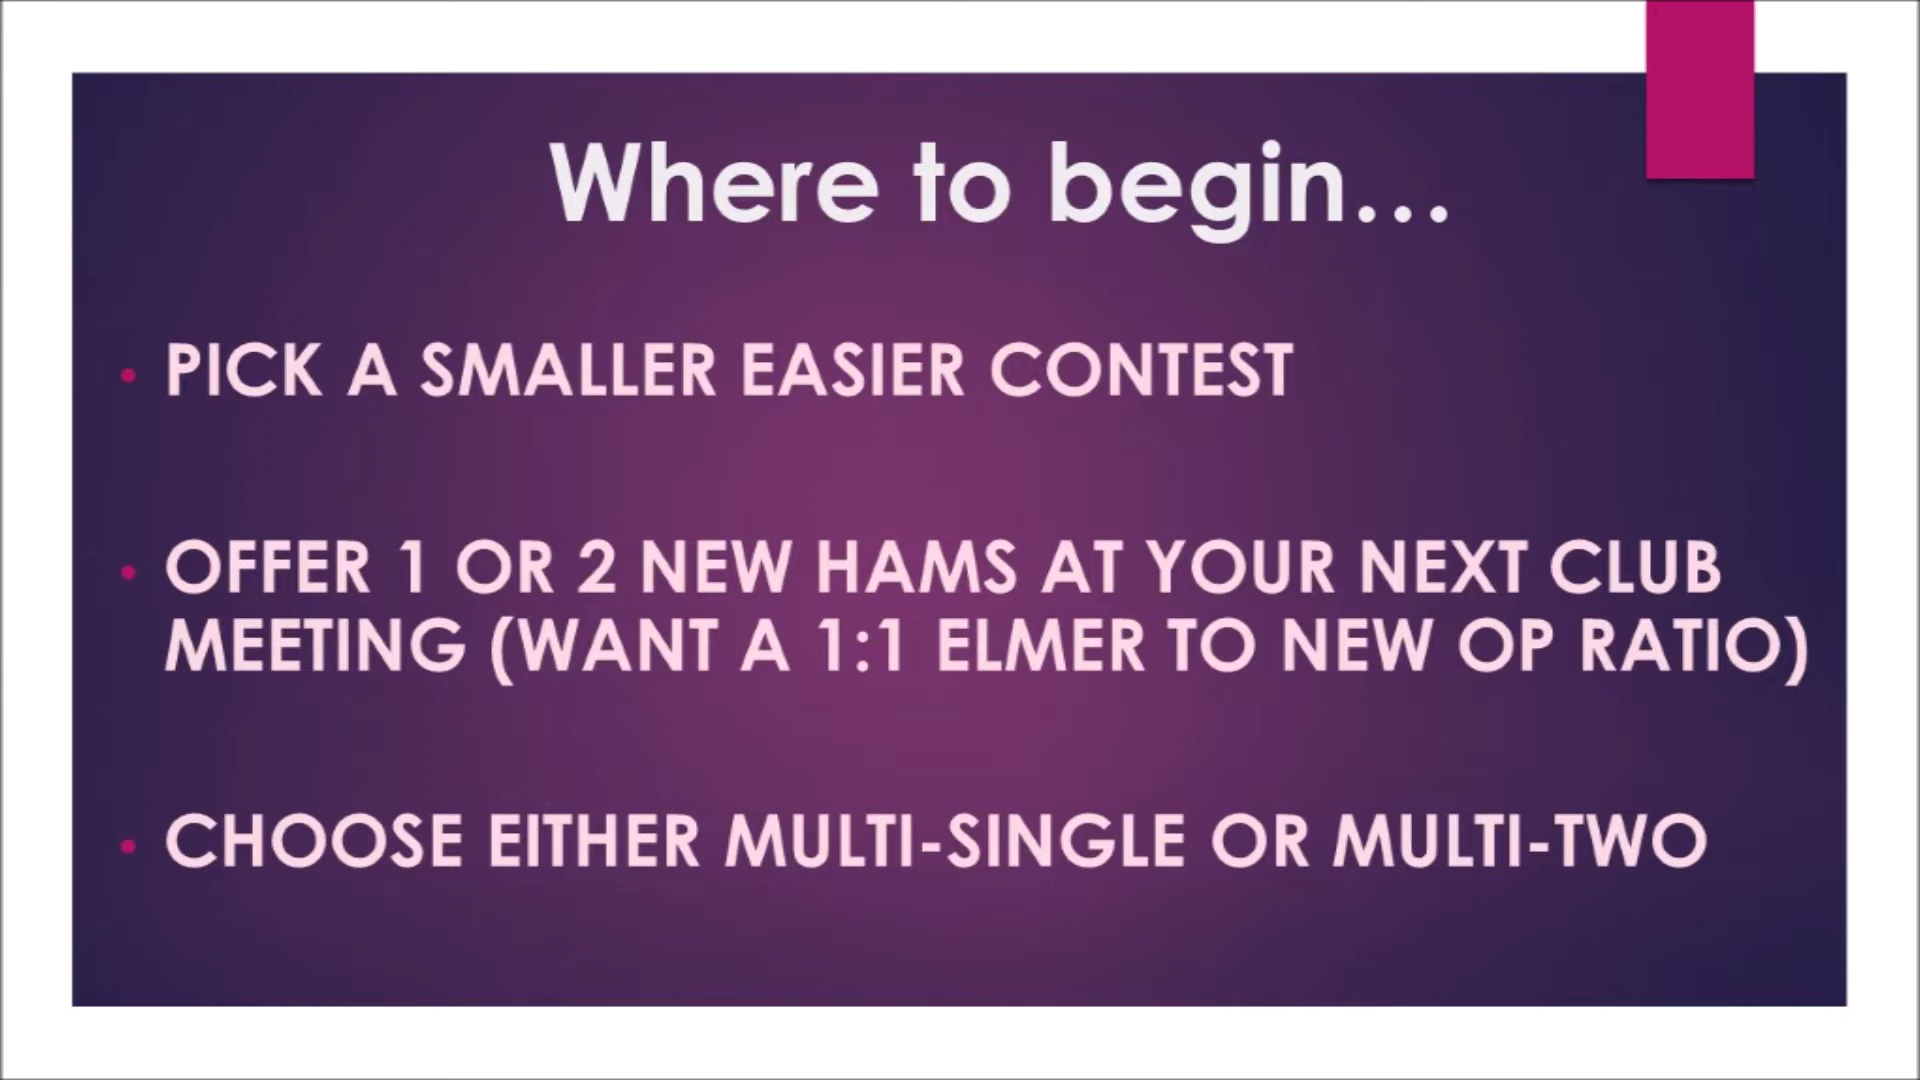 Where to begin...
• PICK A SMALLER EASIER CONTEST
• OFFER 1 OR 2 NEW HAMS AT YOUR NEXT CLUB
MEETING (WANT A 1:1 ELMER TO NEW OP RATIO)
• CHOOSE EITHER MULTI-SINGLE OR MULTI-TWO